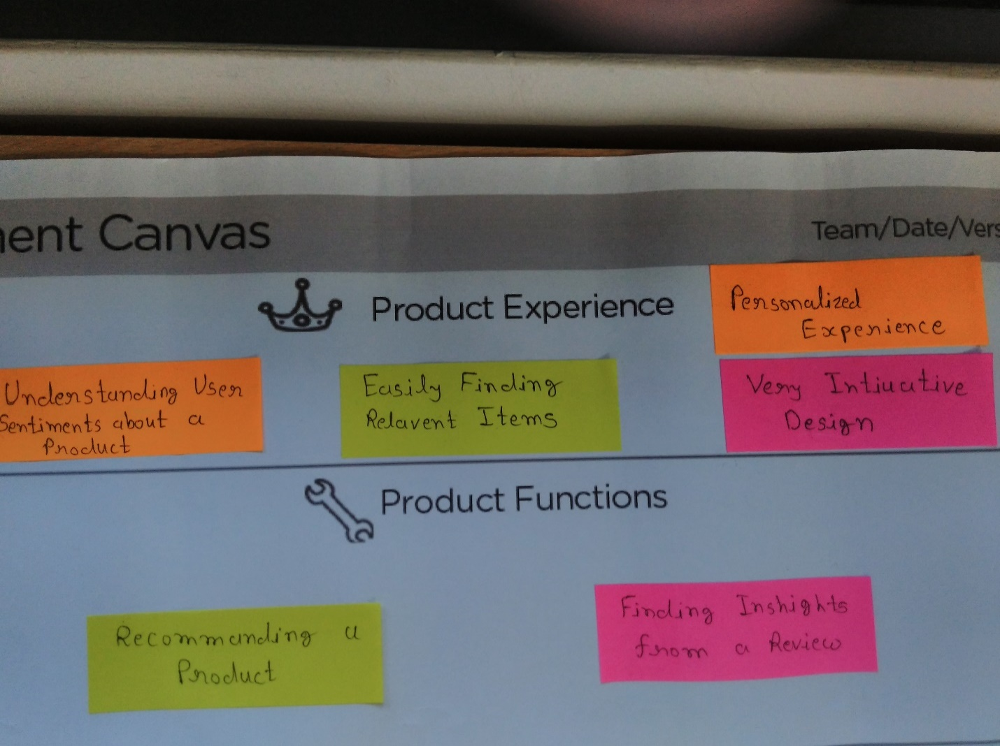 ent Canvas
Team/Date/Vers
Product Experience
Personalized
Experience
Understanding User
Sentiments about a
Product
Easily Finding
Relavent Items
Very Intiuative
Design
Product Functions
Recommanding a
Product
Finding Inshights
from a Review